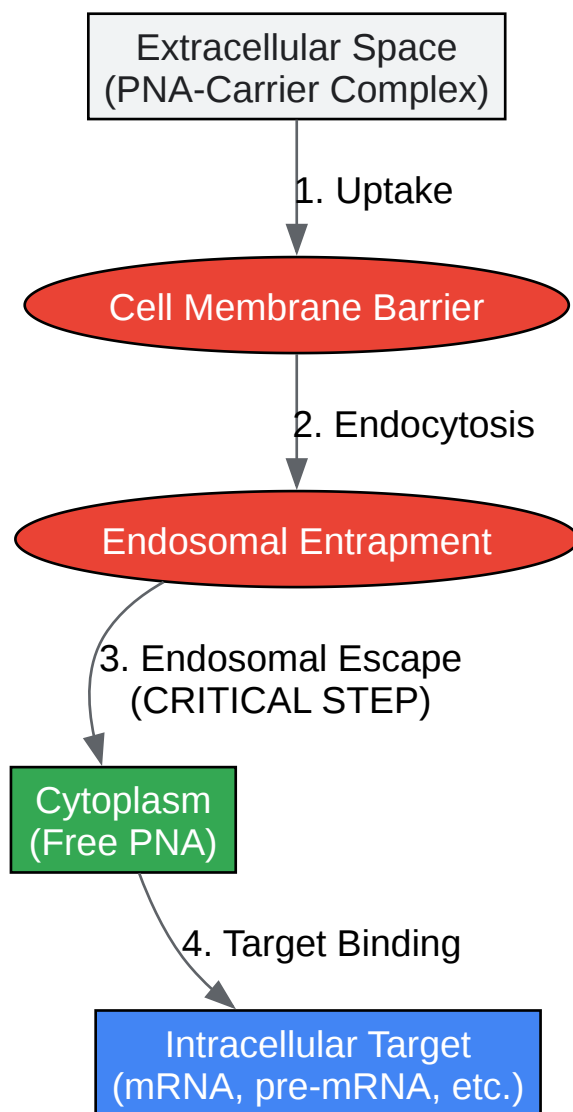 Extracellular Space
(PNA-Carrier Complex)
1. Uptake
Cell Membrane Barrier
2. Endocytosis
Endosomal Entrapment
3. Endosomal Escape
(CRITICAL STEP)
Cytoplasm
(Free PNA)
4. Target Binding
Intracellular Target
(mRNA, pre-mRNA, etc.)